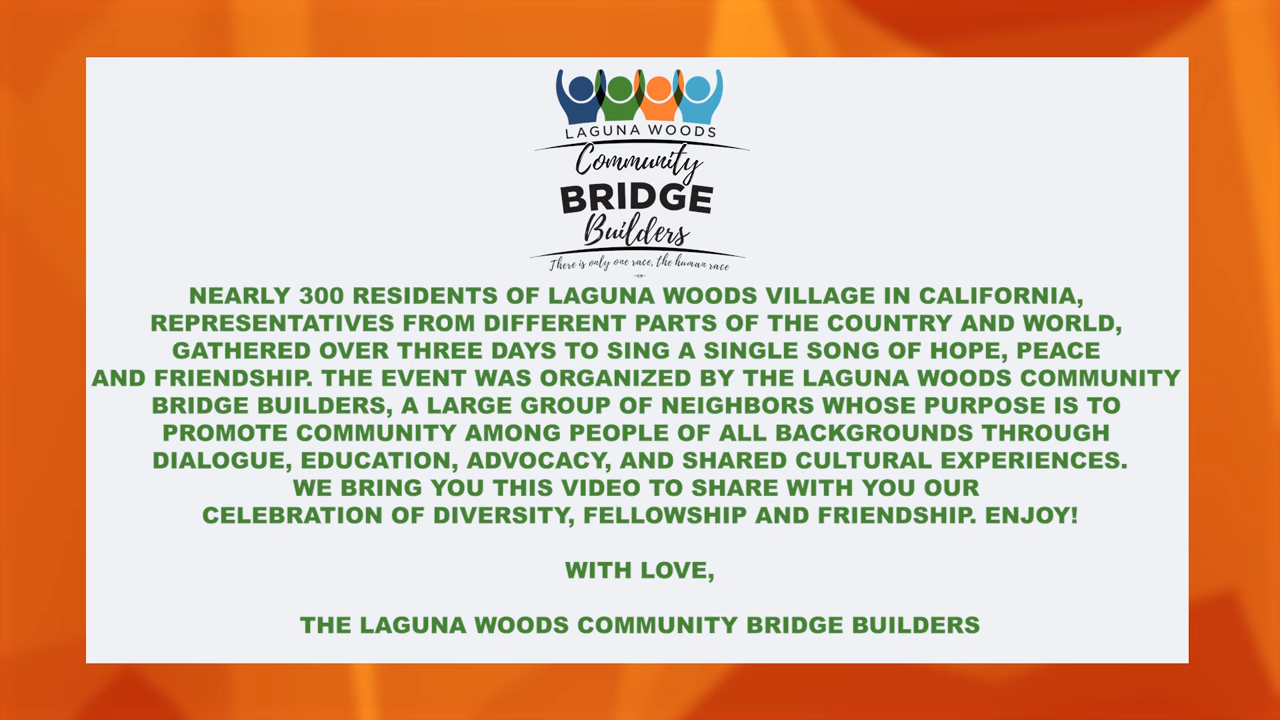 LAGUNA WOODS
Community
BRIDGE
Builders
There is only one race, the human race
NEARLY 300 RESIDENTS OF LAGUNA WOODS VILLAGE IN CALIFORNIA,
REPRESENTATIVES FROM DIFFERENT PARTS OF THE COUNTRY AND WORLD,
GATHERED OVER THREE DAYS TO SING A SINGLE SONG OF HOPE, PEACE
AND FRIENDSHIP. THE EVENT WAS ORGANIZED BY THE LAGUNA WOODS COMMUNITY
BRIDGE BUILDERS, A LARGE GROUP OF NEIGHBORS WHOSE PURPOSE IS TO
PROMOTE COMMUNITY AMONG PEOPLE OF ALL BACKGROUNDS THROUGH
DIALOGUE, EDUCATION, ADVOCACY, AND SHARED CULTURAL EXPERIENCES.
WE BRING YOU THIS VIDEO TO SHARE WITH YOU OUR
CELEBRATION OF DIVERSITY, FELLOWSHIP AND FRIENDSHIP. ENJOY!
WITH LOVE,
THE LAGUNA WOODS COMMUNITY BRIDGE BUILDERS